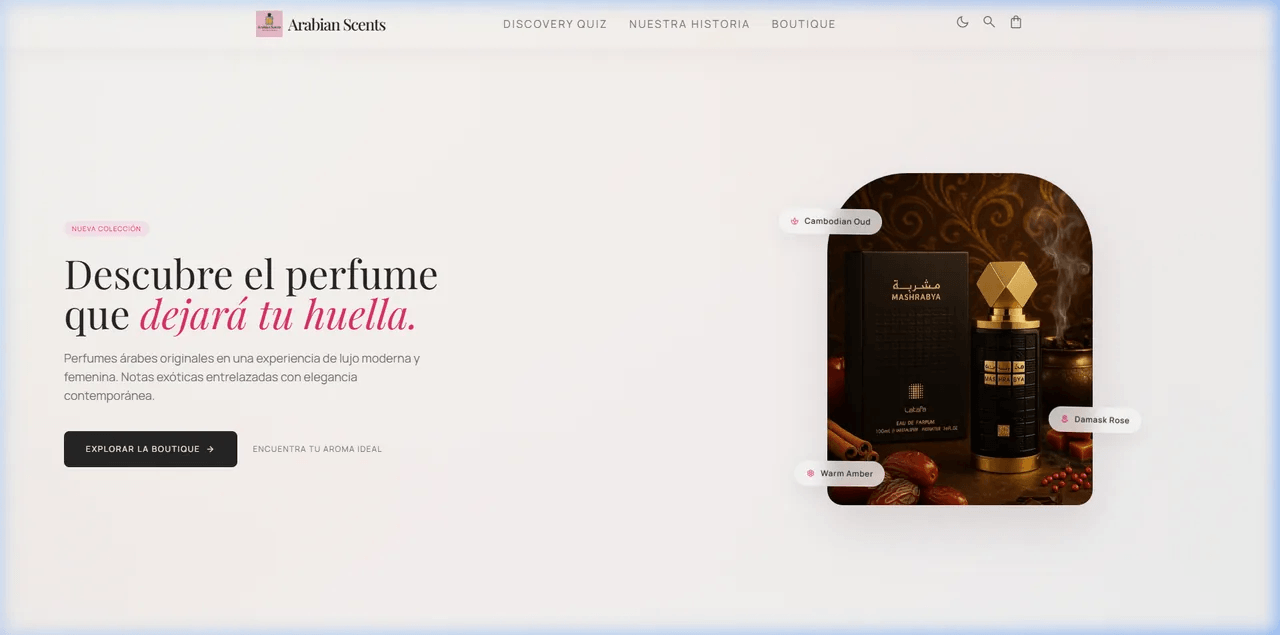 Arabian Scents
DISCOVERY QUIZ
NUESTRA HISTORIA
BOUTIQUE
NUEVA COLECCIÓN
Descubre el perfume
que dejará tu huella.
Perfumes árabes originales en una experiencia de lujo moderna y
femenina. Notas exóticas entrelazadas con elegancia
contemporánea.
EXPLORAR LA BOUTIQUE →
ENCUENTRA TU AROMA IDEAL
Cambodian Oud
مشربية
MASHRABYA
EAU DE PARFUM
Damask Rose
Warm Amber